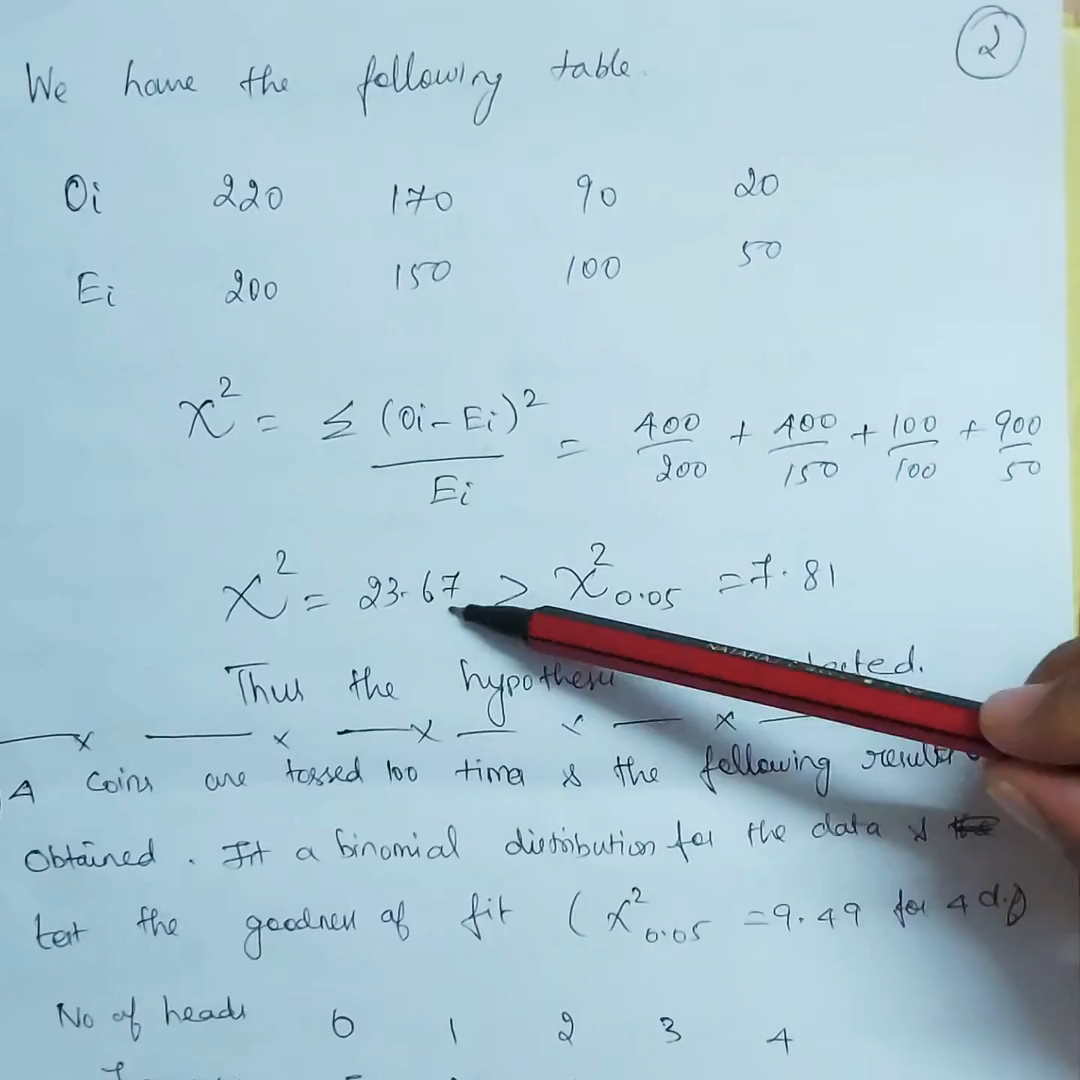 2
We have the following table.
Oi 220 170 90 20
Ei 200 150 100 50
χ² = Σ (Oi - Ei)² / Ei = 400/200 + 400/150 + 100/100 + 900/50
χ² = 23.67 > χ²0.05 = 7.81
Thus the
4 coins are tossed 100 times & the following
obtained. Fit a binomial distribution for the data &
test the goodness of fit (χ²0.05 = 9.49 for 4 d.f)
No of heads 0 1 2 3 4